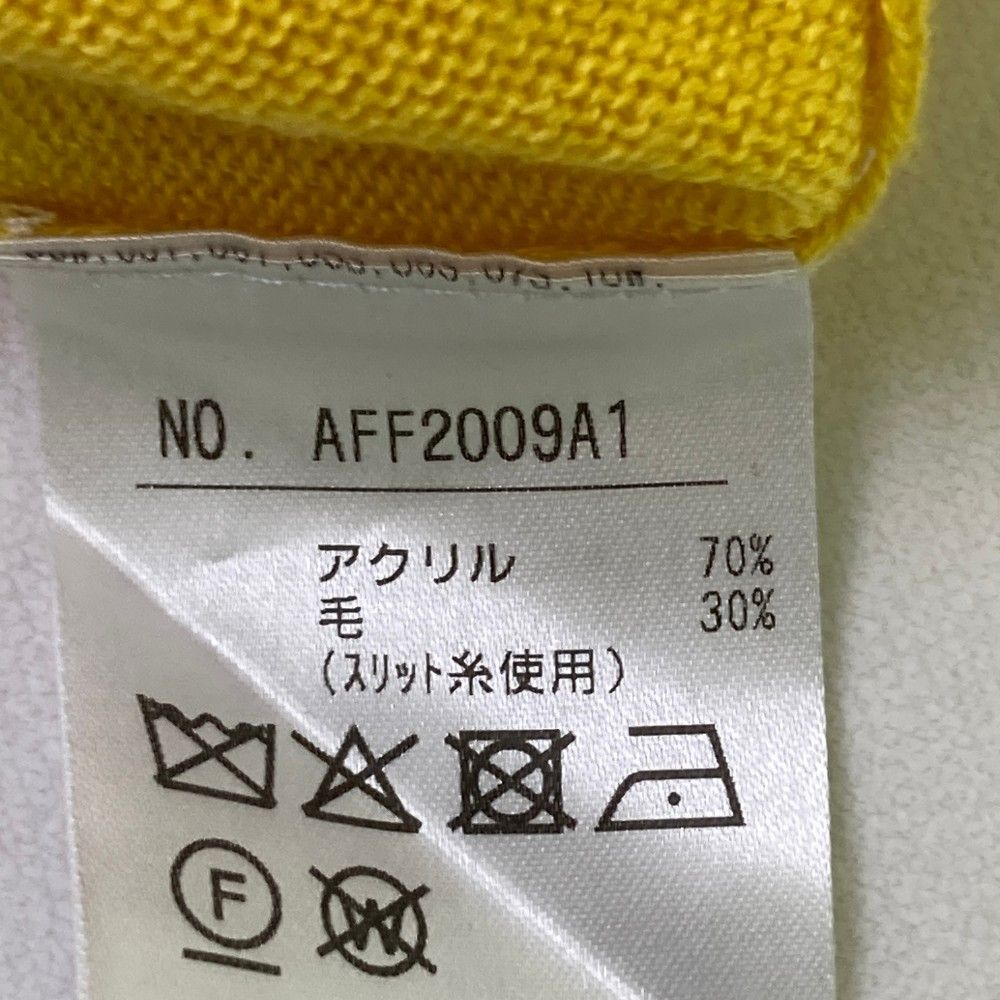 NO. AFF2009A1
アクリル 70%
毛 30%
(ｽﾘｯﾄ糸使用)
F
W